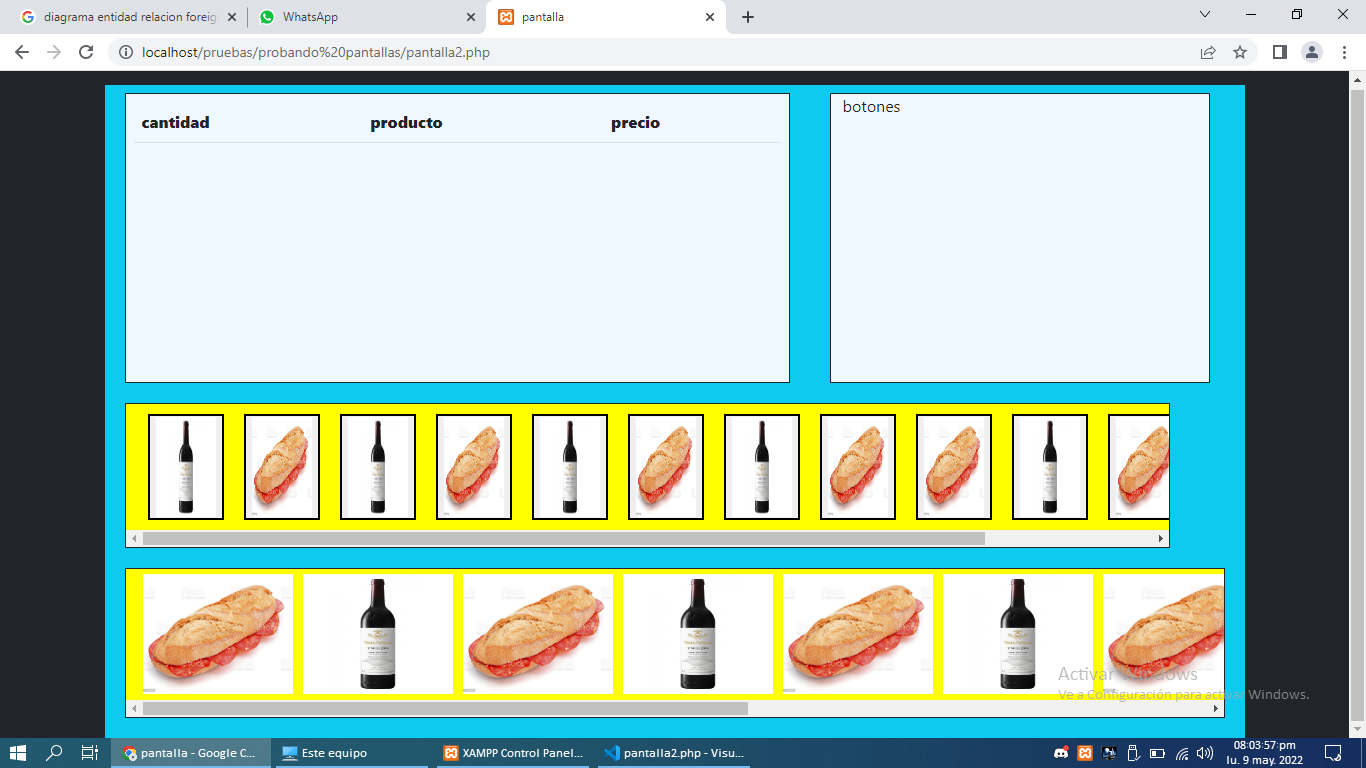 diagrama entidad relacion foreig
WhatsApp
pantalla
localhost/pruebas/probando%20pantallas/pantalla2.php
cantidad producto precio
botones
Activar Windows
Ve a Configuración para activar Windows.
pantalla - Google C...
Este equipo
XAMPP Control Panel...
pantalla2.php - Visu...
08:03:57:pm
lu. 9 may. 2022